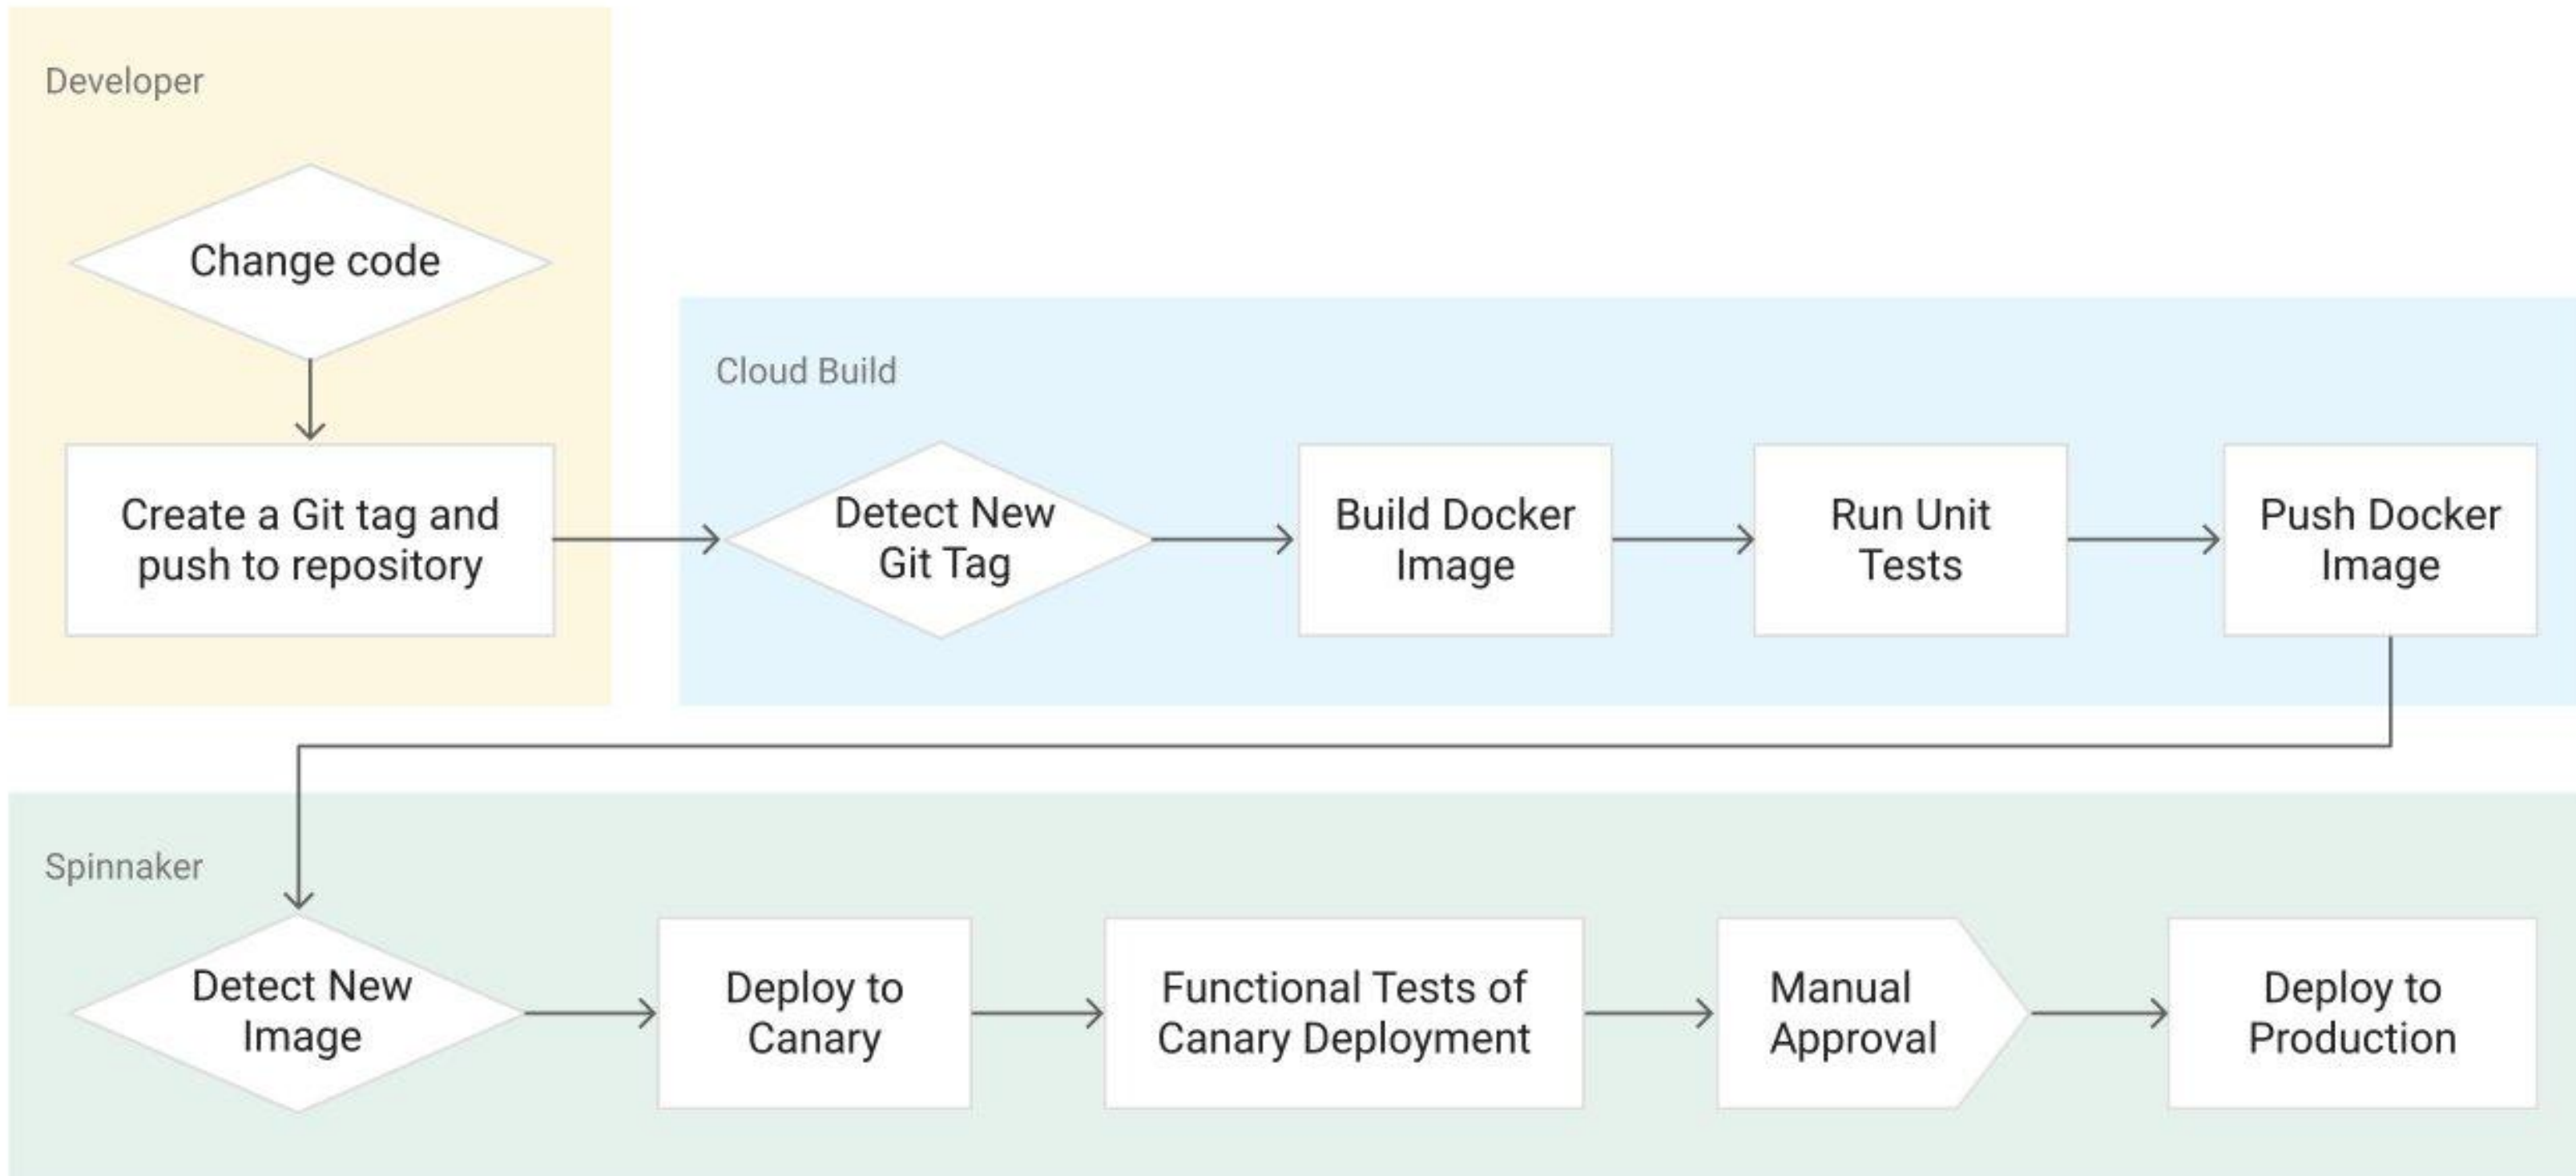 Developer
Change code
Create a Git tag and
push to repository
Cloud Build
Detect New
Git Tag
Build Docker
Image
Run Unit
Tests
Push Docker
Image
Spinnaker
Detect New
Image
Deploy to
Canary
Functional Tests of
Canary Deployment
Manual
Approval
Deploy to
Production